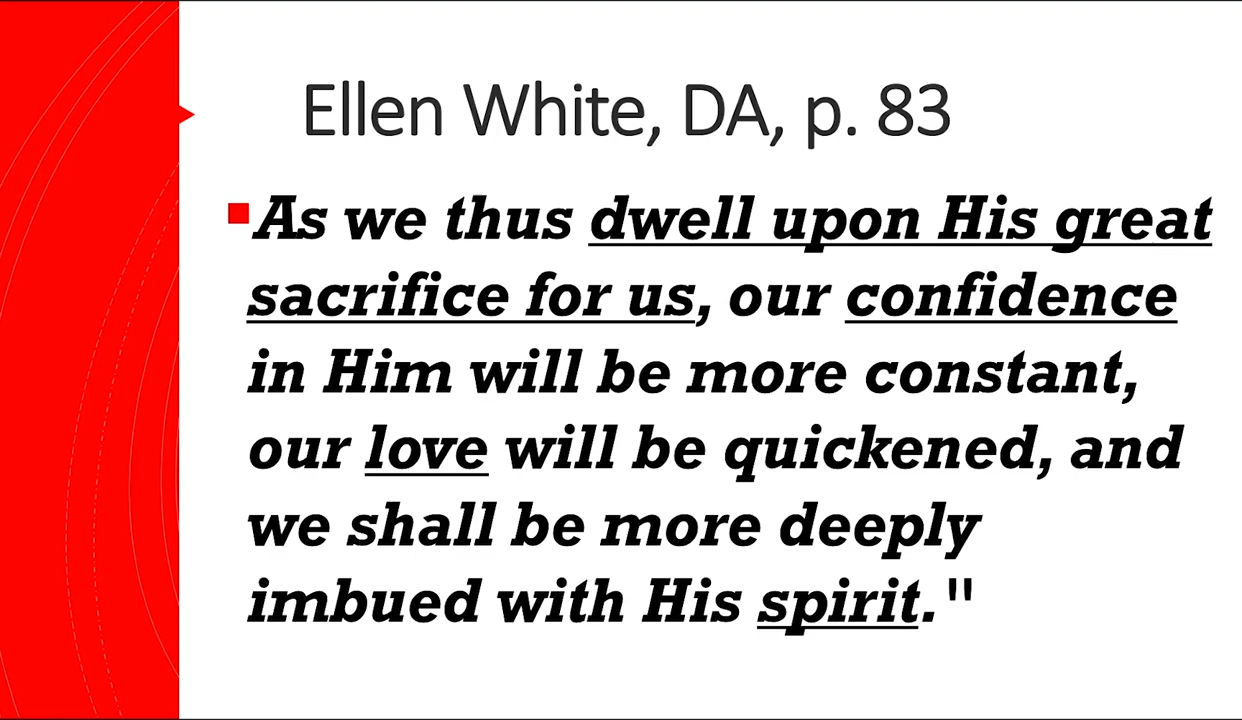 Ellen White, DA, p. 83
As we thus dwell upon His great
sacrifice for us, our confidence
in Him will be more constant,
our love will be quickened, and
we shall be more deeply
imbued with His spirit."